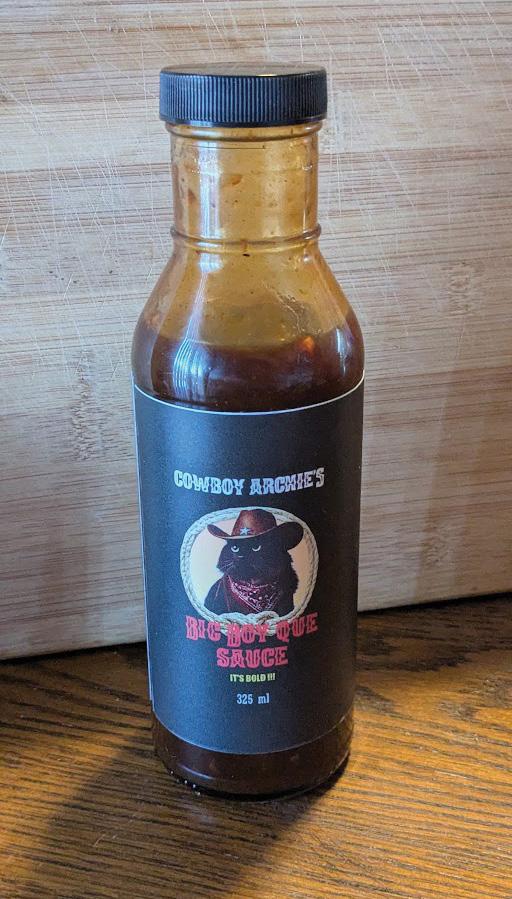 COWBOY ARCHIE'S
BIG BOY QUE
SAUCE
IT'S BOLD !!!
325 ml